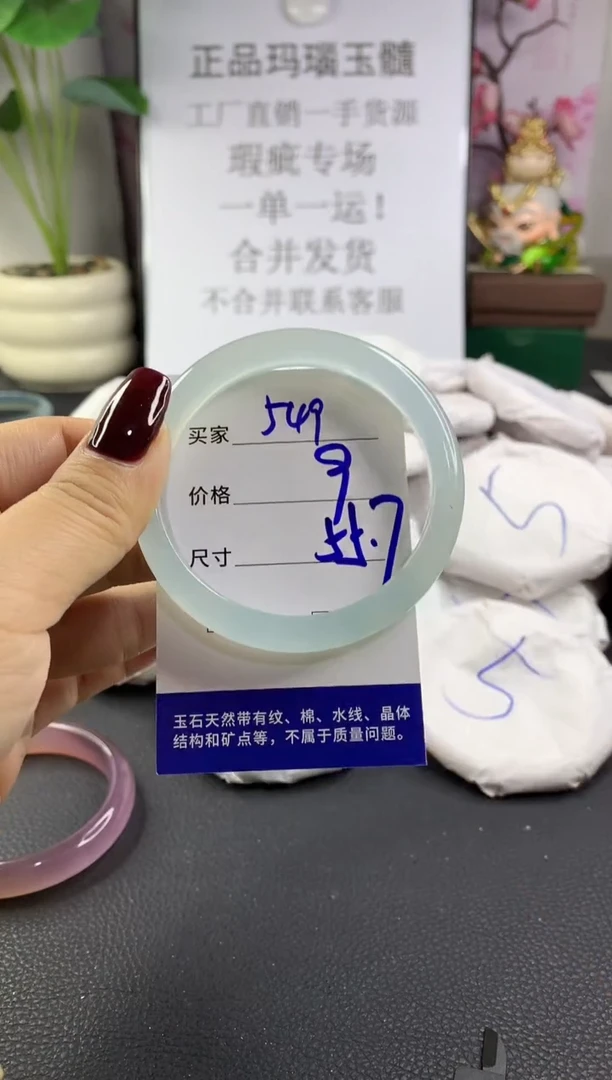 正品玛瑙玉髓
工厂直销一手货源
瑕疵专场
一单一运！
合并发货
不合并联系客服
买家 549
价格 9
尺寸 55.7
玉石天然带有纹、棉、水线、晶体
结构和矿点等，不属于质量问题。
5
5